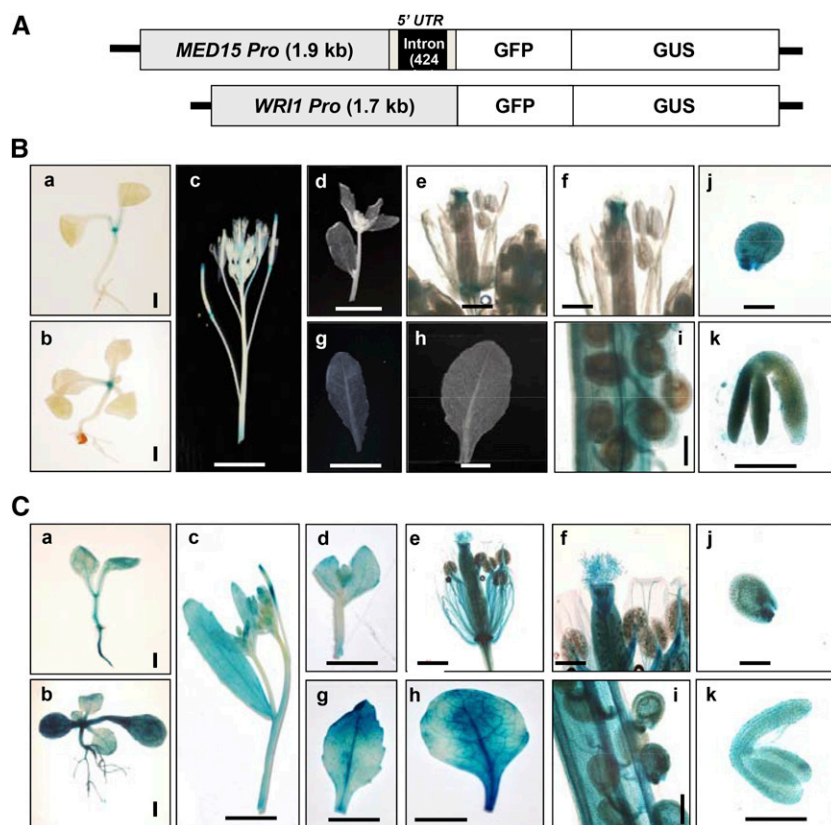 A
5' UTR
MED15 Pro (1.9 kb)
Intron
(424
GFP
GUS
WRI1 Pro (1.7 kb)
GFP
GUS
B
a
c
d
e
f
j
b
g
h
i
k
C
a
c
d
e
f
j
b
g
h
i
k